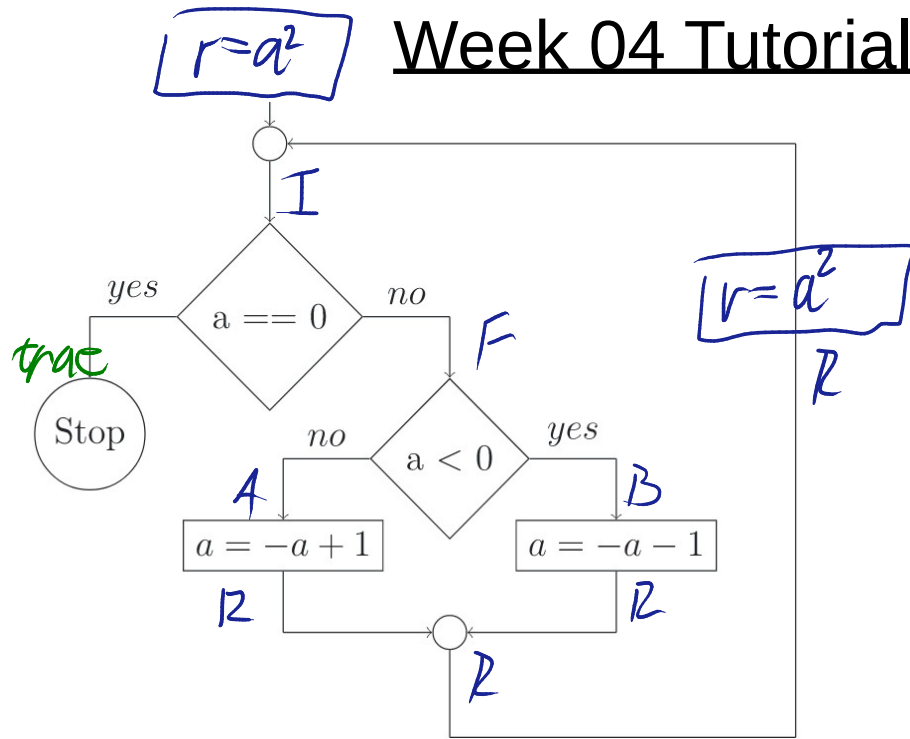 r=a²
Week 04 Tutorial
I
yes
a == 0
no
r=a²
true
F
R
Stop
no
a < 0
yes
A
B
a = −a + 1
a = −a − 1
R
R
R